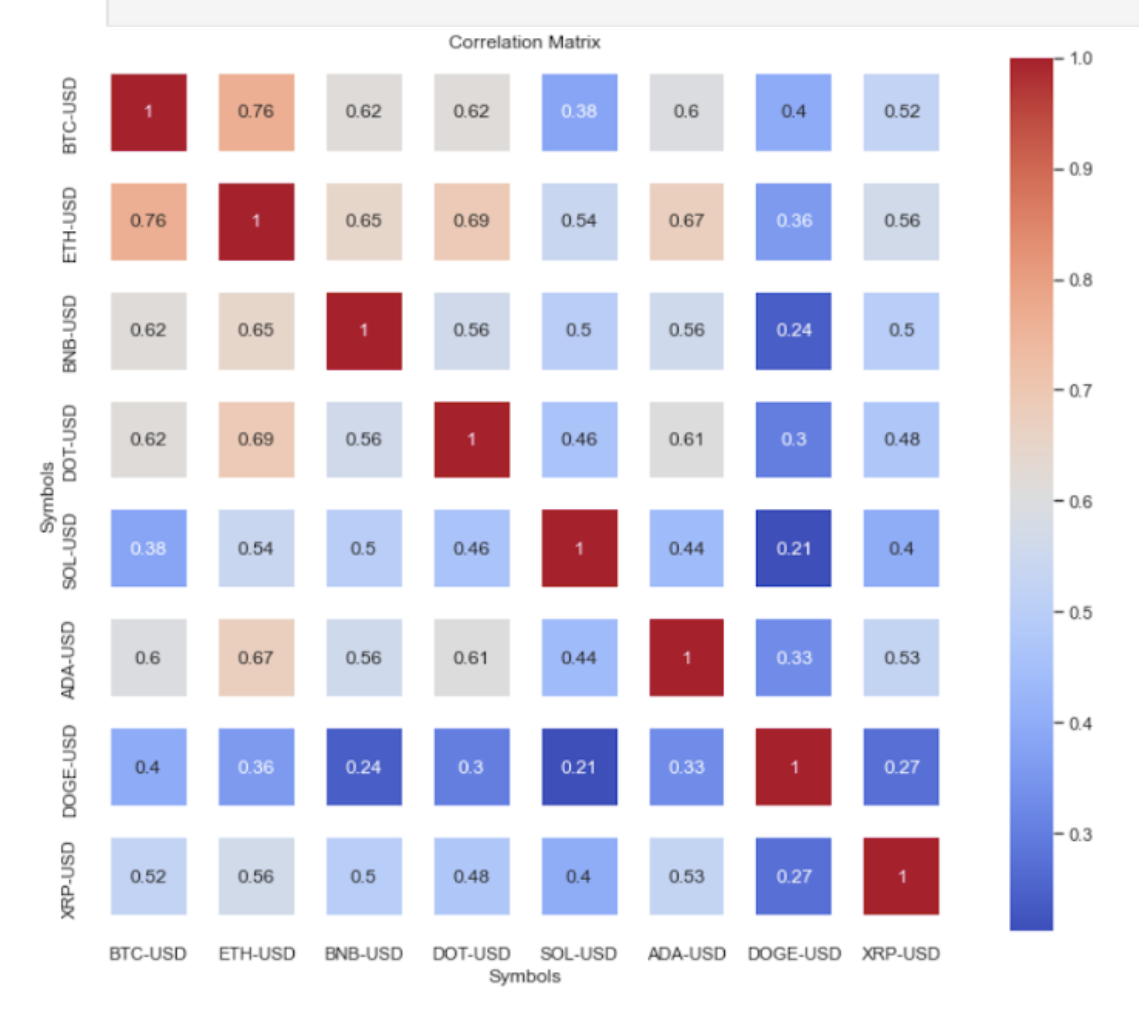 Correlation Matrix
BTC-USD 1 0.76 0.62 0.62 0.38 0.6 0.4 0.52
ETH-USD 0.76 1 0.65 0.69 0.54 0.67 0.36 0.56
BNB-USD 0.62 0.65 1 0.56 0.5 0.56 0.24 0.5
DOT-USD 0.62 0.69 0.56 1 0.46 0.61 0.3 0.48
SOL-USD 0.38 0.54 0.5 0.46 1 0.44 0.21 0.4
ADA-USD 0.6 0.67 0.56 0.61 0.44 1 0.33 0.53
DOGE-USD 0.4 0.36 0.24 0.3 0.21 0.33 1 0.27
XRP-USD 0.52 0.56 0.5 0.48 0.4 0.53 0.27 1
Symbols
BTC-USD ETH-USD BNB-USD DOT-USD SOL-USD ADA-USD DOGE-USD XRP-USD
Symbols
1.0
0.9
0.8
0.7
0.6
0.5
0.4
0.3